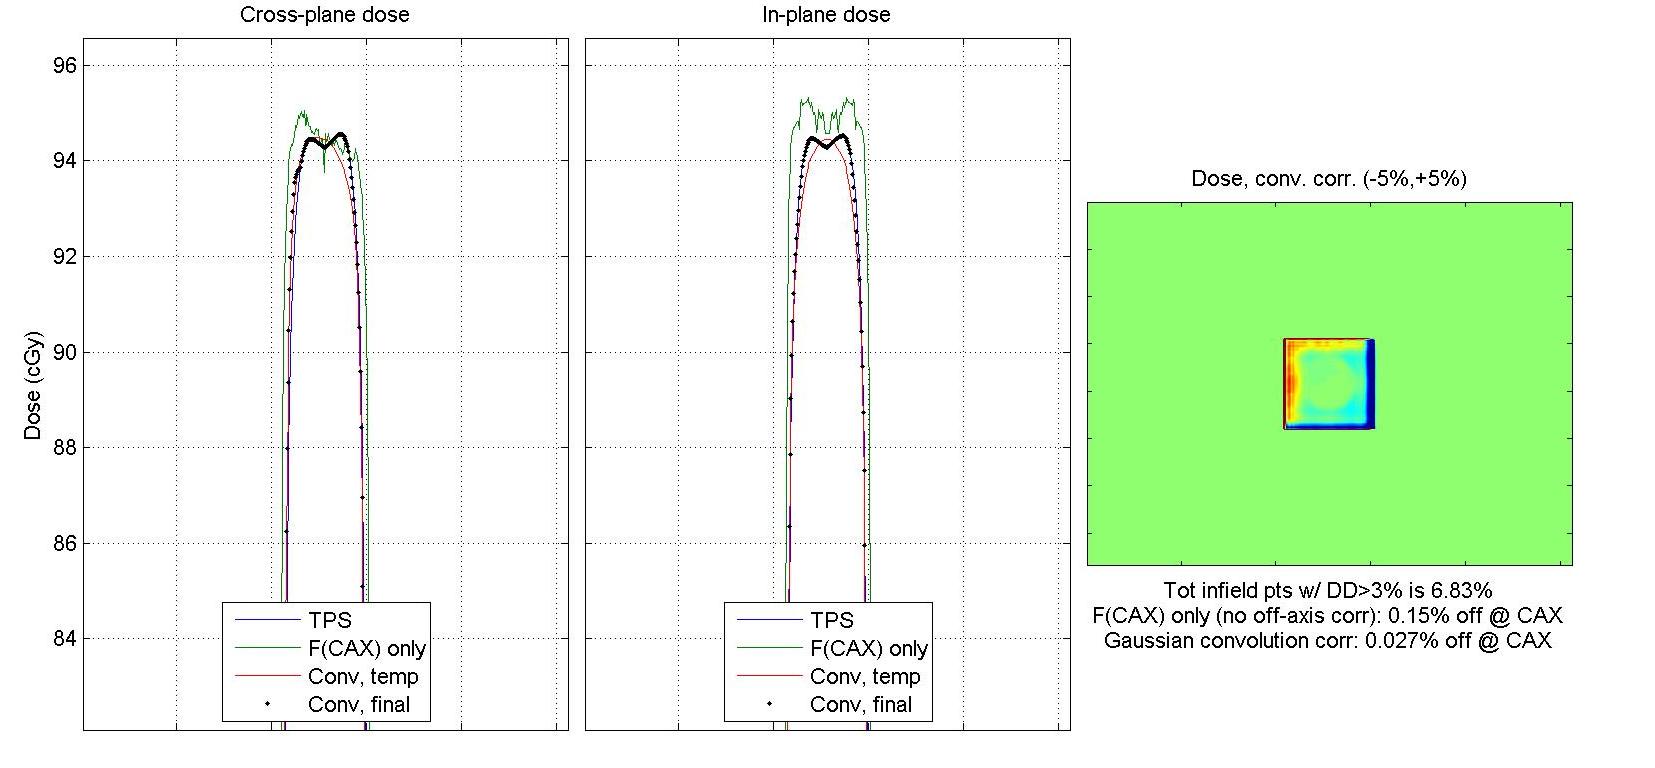 Cross-plane dose
In-plane dose
96
94
92
90
88
86
84
Dose (cGy)
TPS
F(CAX) only
Conv, temp
Conv, final
TPS
F(CAX) only
Conv, temp
Conv, final
Dose, conv. corr. (-5%,+5%)
Tot infield pts w/ DD>3% is 6.83%
F(CAX) only (no off-axis corr): 0.15% off @ CAX
Gaussian convolution corr: 0.027% off @ CAX